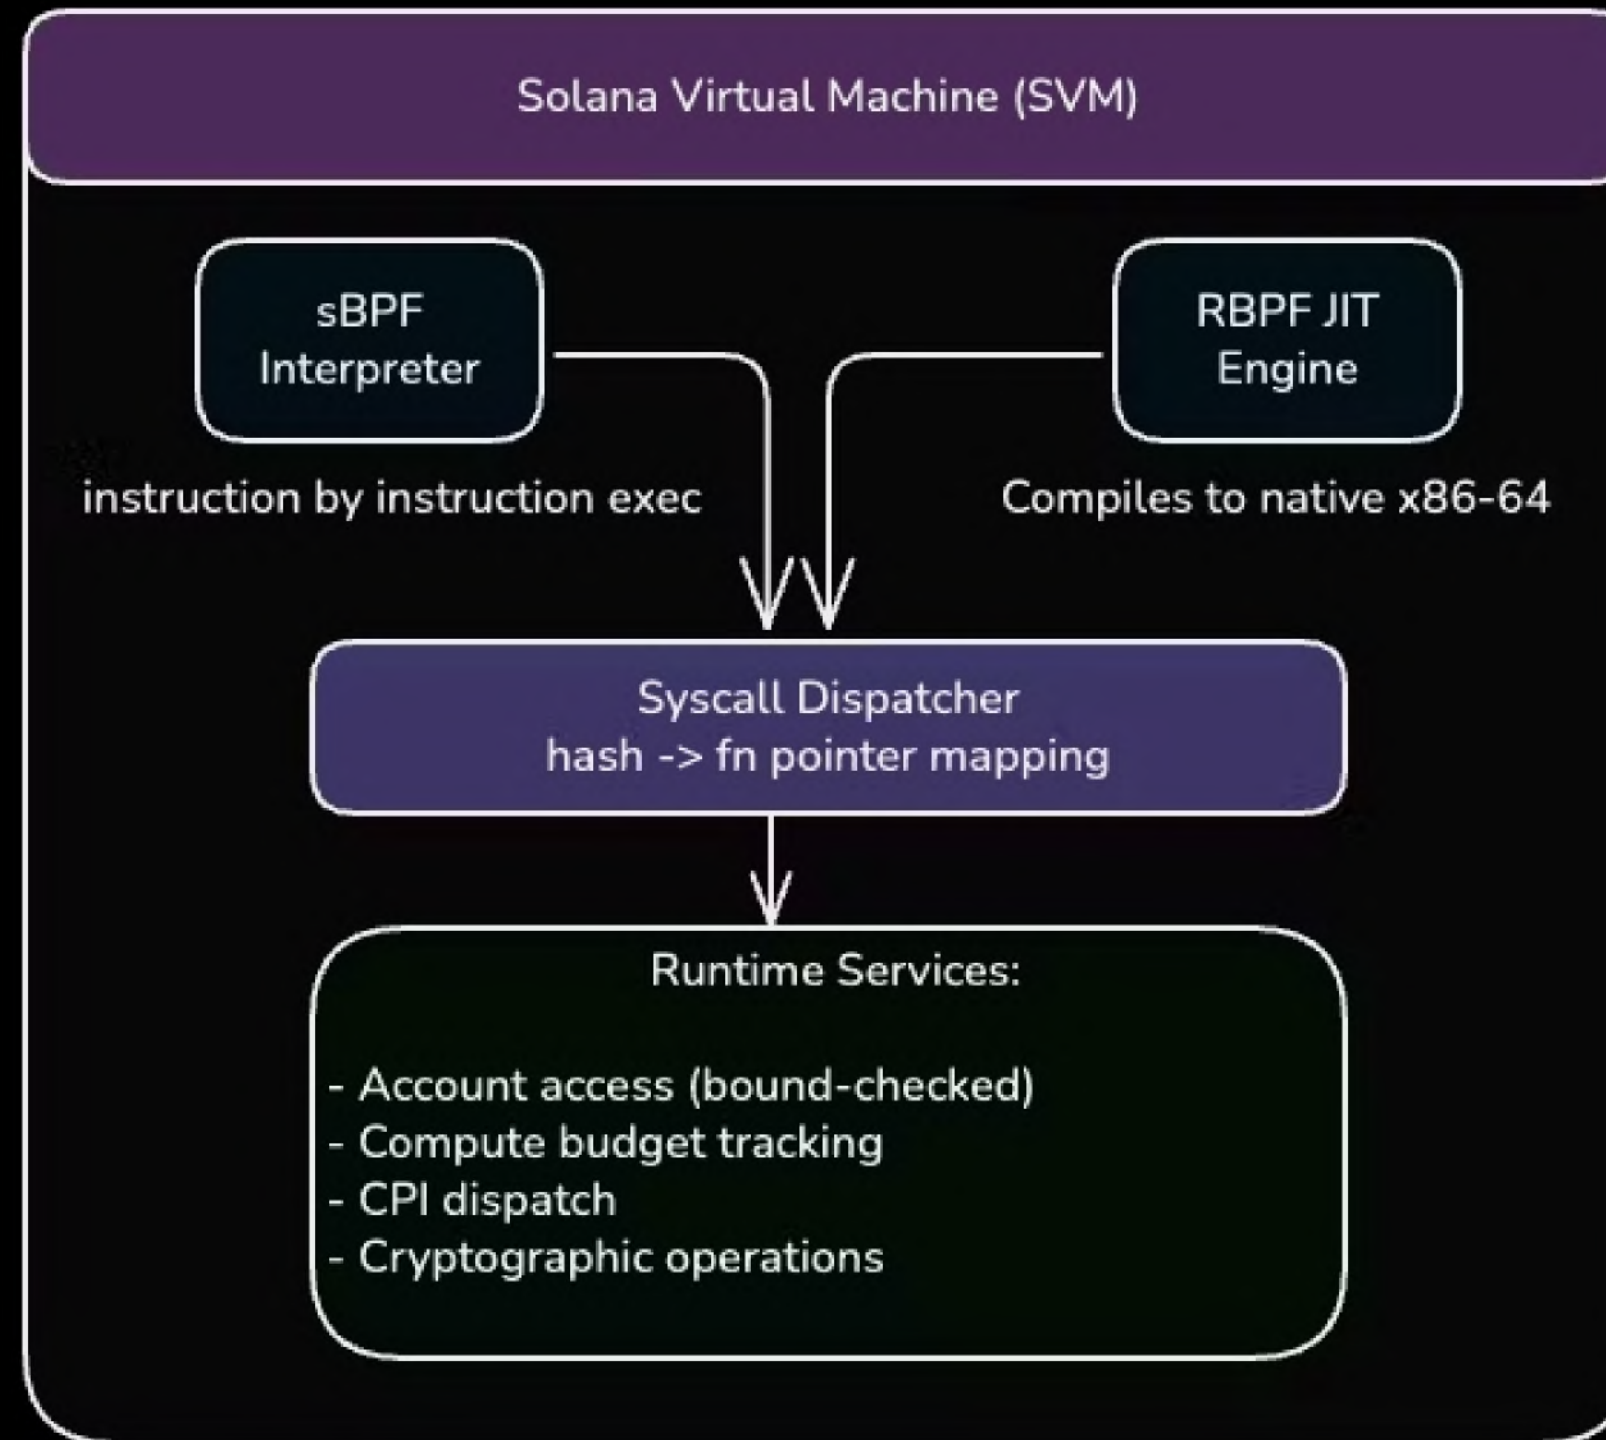 Solana Virtual Machine (SVM)
sBPF
Interpreter
instruction by instruction exec
RBPF JIT
Engine
Compiles to native x86-64
Syscall Dispatcher
hash -> fn pointer mapping
Runtime Services:
- Account access (bound-checked)
- Compute budget tracking
- CPI dispatch
- Cryptographic operations